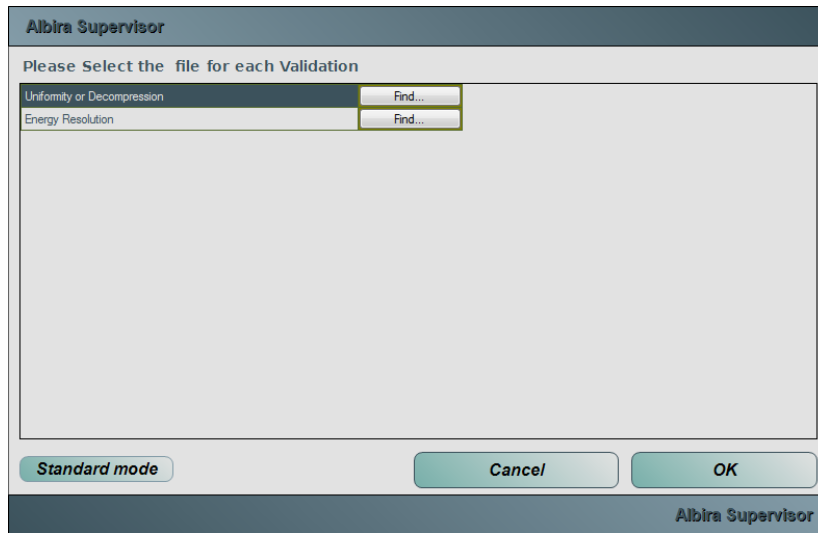 Albira Supervisor
Please Select the file for each Validation
Uniformity or Decompression Find...
Energy Resolution Find...
Standard mode Cancel OK
Albira Supervisor